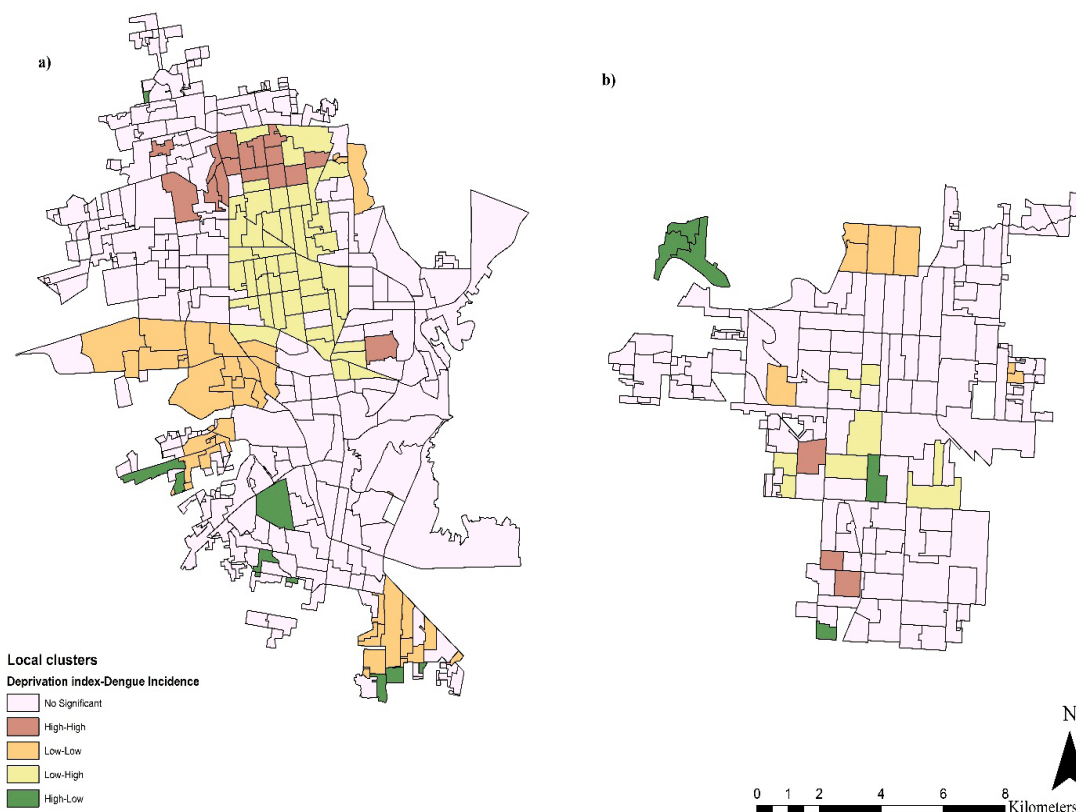 a)
b)
Local clusters
Deprivation index-Dengue Incidence
No Significant
High-High
Low-Low
Low-High
High-Low
N
0 1 2 4 6 8
Kilometers